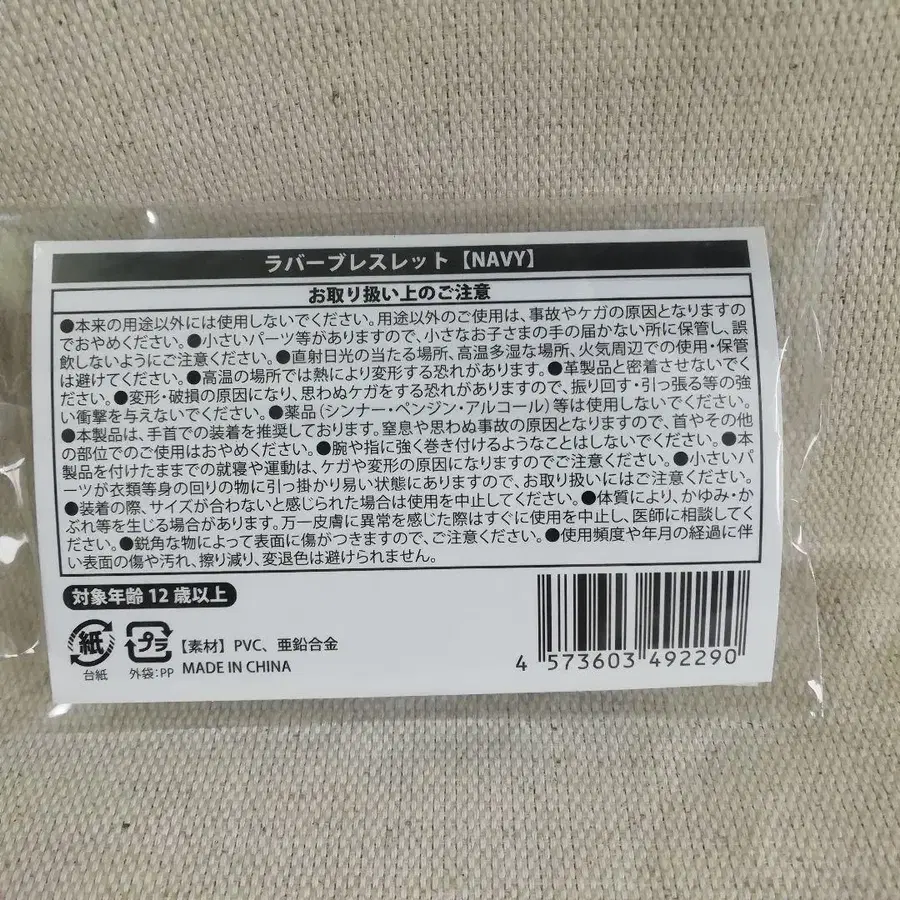 ラバーブレスレット【NAVY】
お取り扱い上のご注意
●本来の用途以外には使用しないでください。用途以外のご使用は、事故やケガの原因となりますの
でおやめください。●小さいパーツ等がありますので、小さなお子さまの手の届かない所に保管し、誤
飲しないようにご注意ください。●直射日光の当たる場所、高温多湿な場所、火気周辺での使用・保管
は避けてください。●高温の場所では熱により変形する恐れがあります。●革製品と密着させないでく
ださい。●変形・破損の原因になり、思わぬケガをする恐れがありますので、振り回す・引っ張る等の強
い衝撃を与えないでください。●薬品（シンナー・ベンジン・アルコール）等は使用しないでください。
●本製品は、手首での装着を推奨しております。窒息や思わぬ事故の原因となりますので、首やその他
の部位でのご使用はおやめください。●腕や指に強く巻き付けるようなことはしないでください。●本
製品を付けたままでの就寝や運動は、ケガや変形の原因になりますのでご注意ください。●小さいパ
ーツが衣類等身の回りの物に引っ掛かり易い状態にありますので、お取り扱いにはご注意ください。
●装着の際、サイズが合わないと感じられた場合は使用を中止してください。●体質により、かゆみ・か
ぶれ等を生じる場合があります。万一皮膚に異常を感じた際はすぐに使用を中止し、医師に相談してく
ださい。●鋭角な物によって表面に傷がつきますので、ご注意ください。●使用頻度や年月の経過に伴
い表面の傷や汚れ、擦り減り、変退色は避けられません。
対象年齢12歳以上
紙
台紙
プラ
外袋:PP
【素材】PVC、亜鉛合金
MADE IN CHINA
4 573603 492290